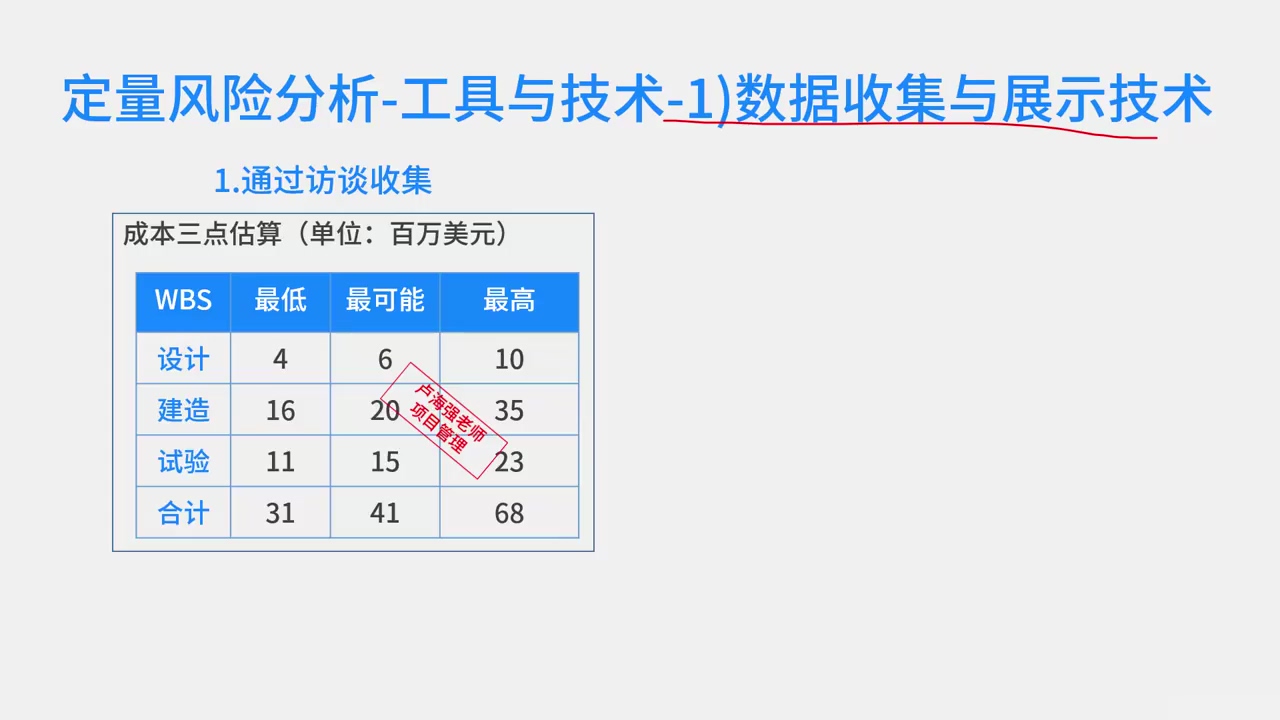 定量风险分析-工具与技术-1)数据收集与展示技术
1.通过访谈收集
成本三点估算（单位：百万美元）
WBS 最低 最可能 最高
设计 4 6 10
建造 16 20 35
试验 11 15 23
合计 31 41 68
卢海强老师
项目管理